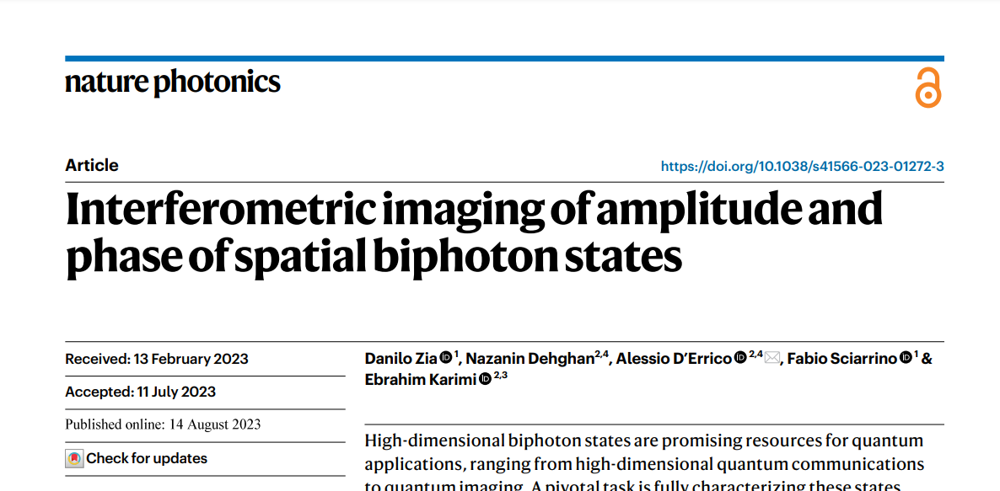 nature photonics
Article
https://doi.org/10.1038/s41566-023-01272-3
Interferometric imaging of amplitude and
phase of spatial biphoton states
Received: 13 February 2023
Accepted: 11 July 2023
Published online: 14 August 2023
Check for updates
Danilo Zia 1, Nazanin Dehghan2,4, Alessio D’Errico 2,4, Fabio Sciarrino 1 &
Ebrahim Karimi 2,3
High-dimensional biphoton states are promising resources for quantum
applications, ranging from high-dimensional quantum communications
to quantum imaging. A pivotal task is fully characterizing these states